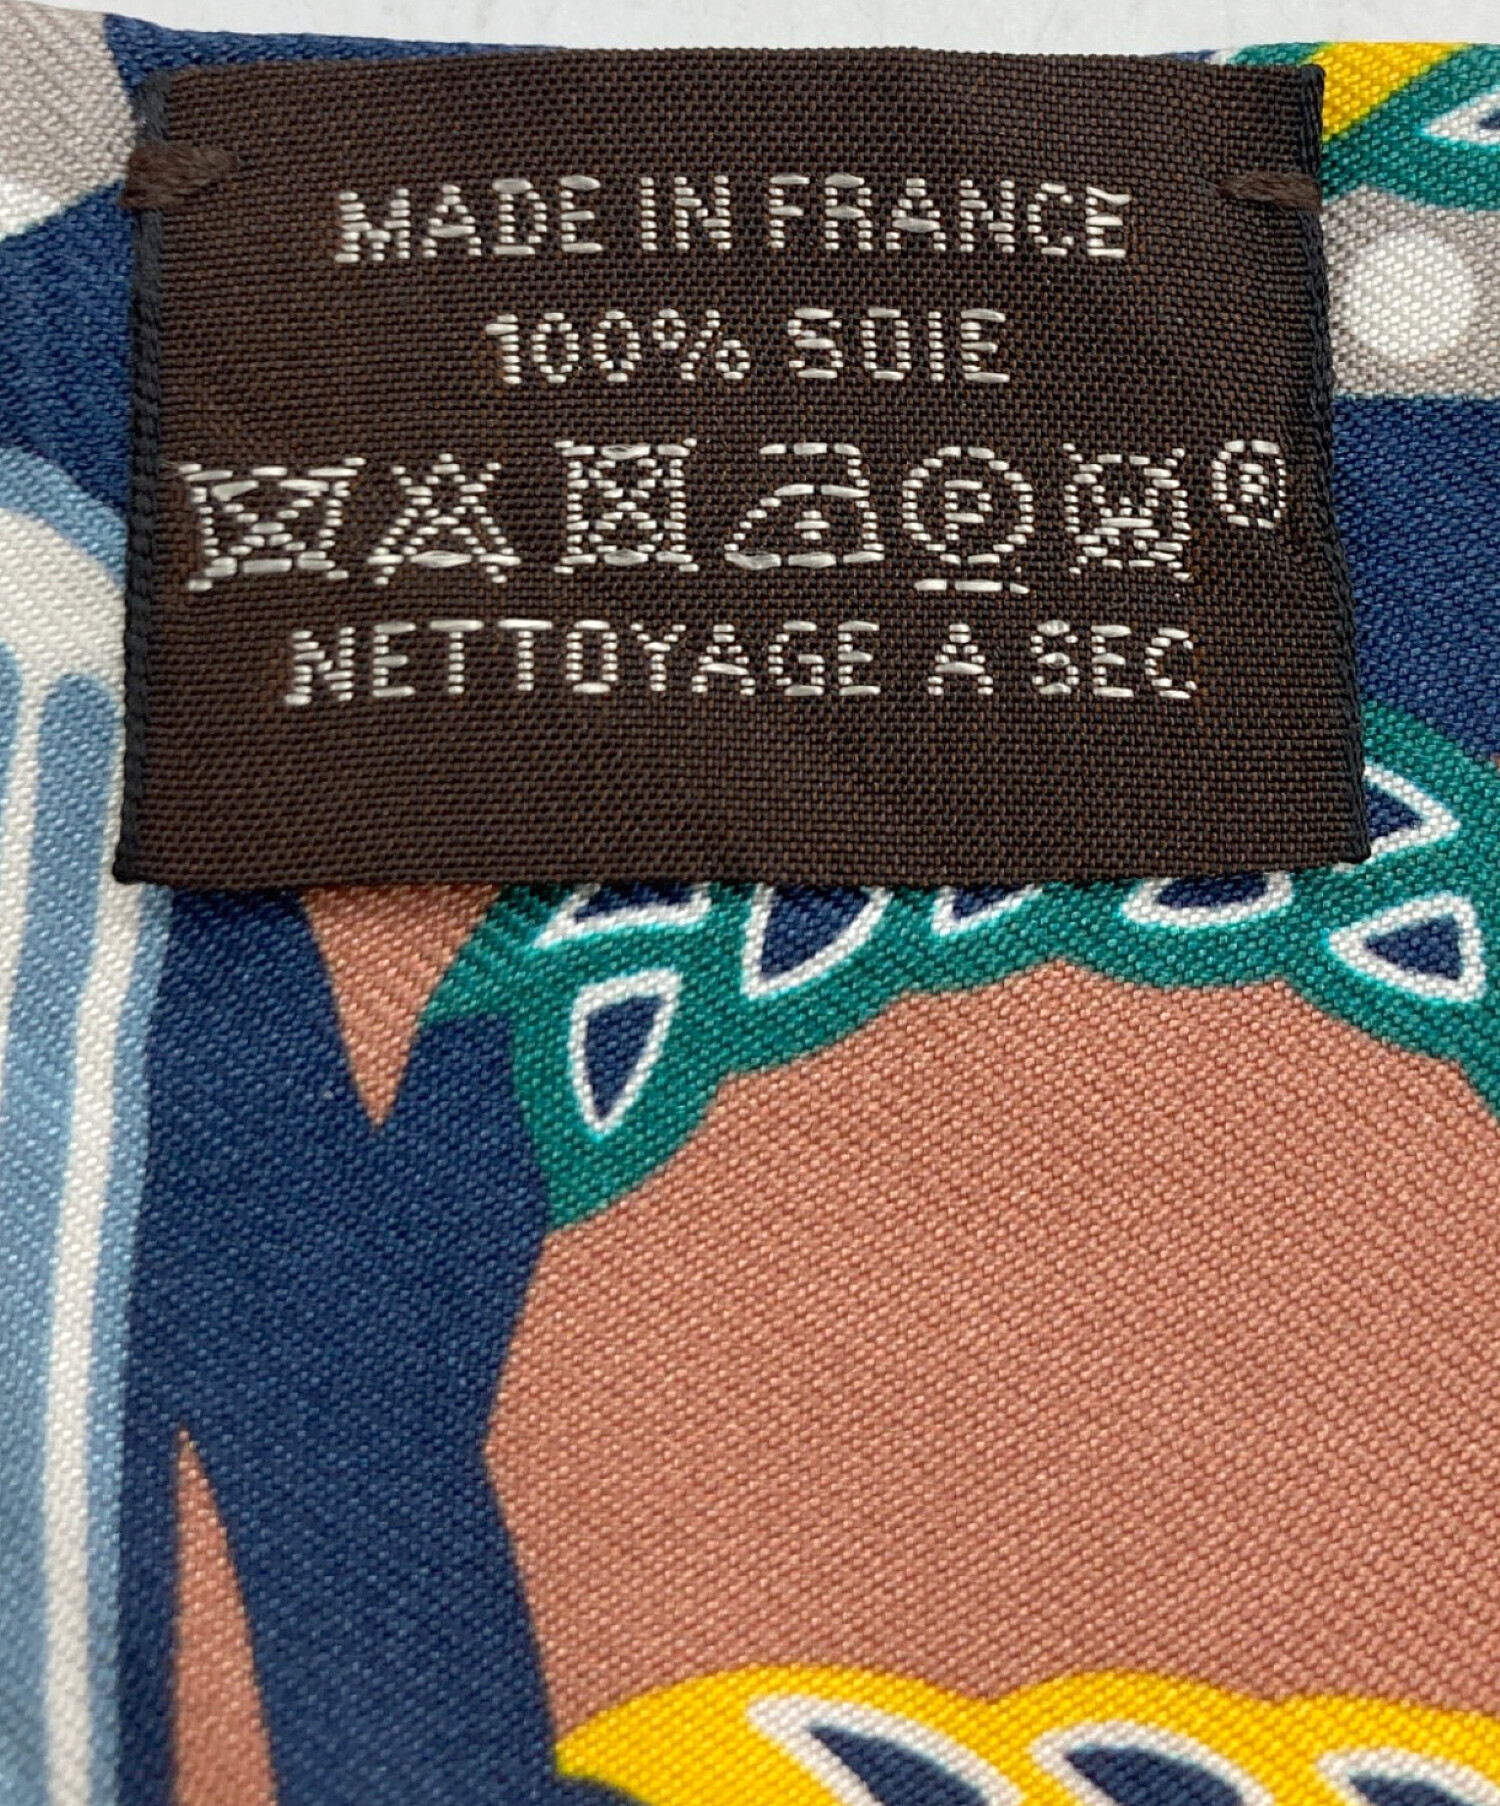 MADE IN FRANCE
100% SOIE
P ®
NETTOYAGE A SEC